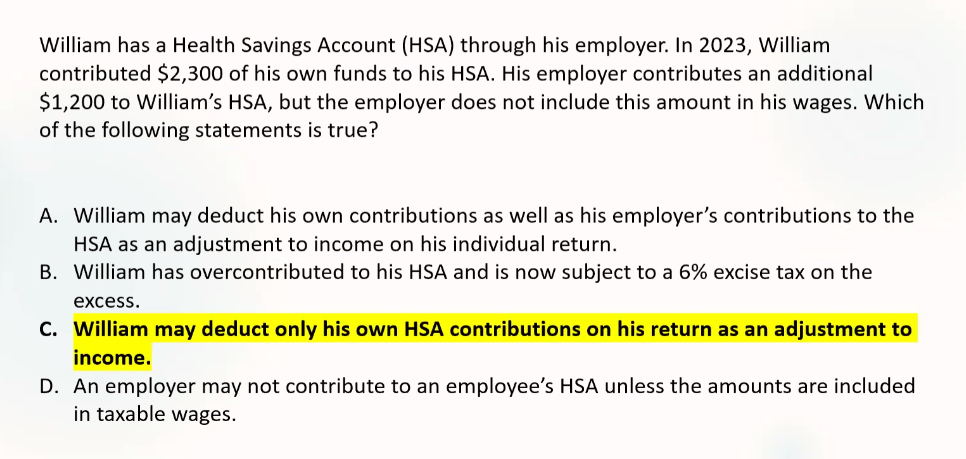 William has a Health Savings Account (HSA) through his employer. In 2023, William
contributed $2,300 of his own funds to his HSA. His employer contributes an additional
$1,200 to William’s HSA, but the employer does not include this amount in his wages. Which
of the following statements is true?
A. William may deduct his own contributions as well as his employer’s contributions to the
HSA as an adjustment to income on his individual return.
B. William has overcontributed to his HSA and is now subject to a 6% excise tax on the
excess.
C. William may deduct only his own HSA contributions on his return as an adjustment to
income.
D. An employer may not contribute to an employee’s HSA unless the amounts are included
in taxable wages.